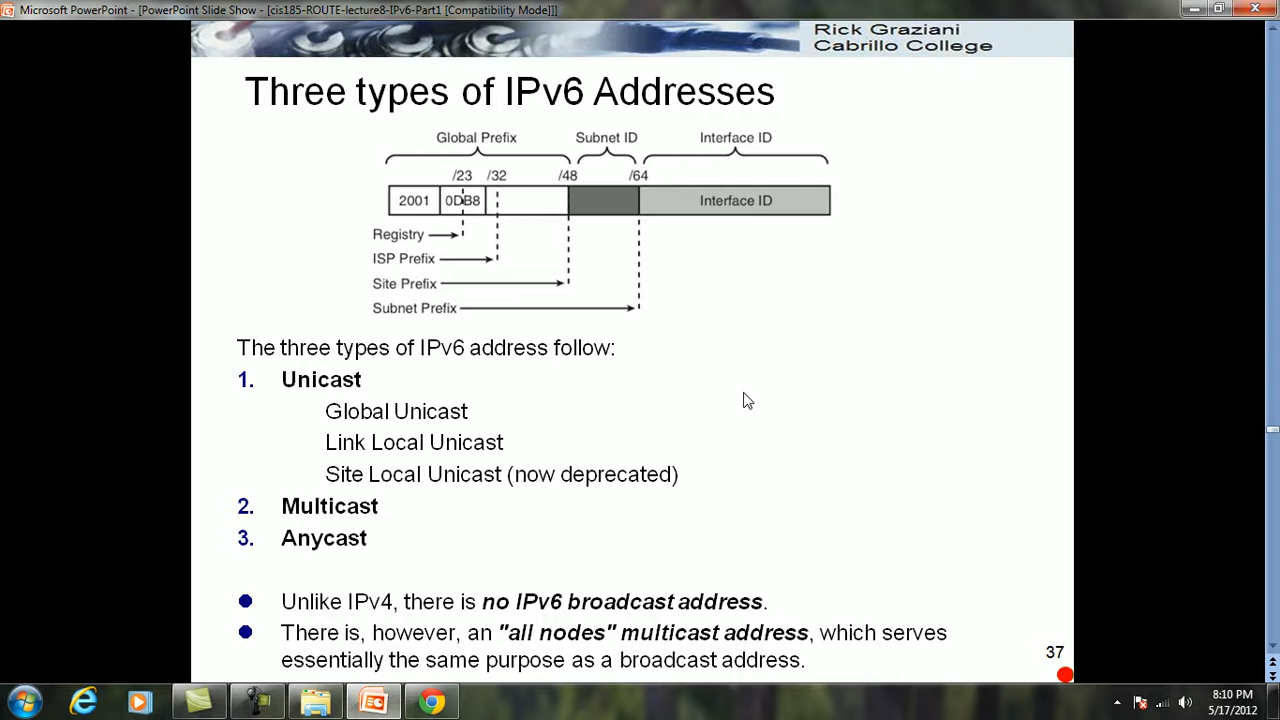 Microsoft PowerPoint - [PowerPoint Slide Show - [cis185-ROUTE-lecture8-IPv6-Part1 [Compatibility Mode]]]
Rick Graziani
Cabrillo College
Three types of IPv6 Addresses
Global Prefix Subnet ID Interface ID
/23 /32 /48 /64
2001 0DB8 Interface ID
Registry
ISP Prefix
Site Prefix
Subnet Prefix
The three types of IPv6 address follow:
1. Unicast
Global Unicast
Link Local Unicast
Site Local Unicast (now deprecated)
2. Multicast
3. Anycast
Unlike IPv4, there is no IPv6 broadcast address.
There is, however, an "all nodes" multicast address, which serves
essentially the same purpose as a broadcast address.
37
8:10 PM
5/17/2012